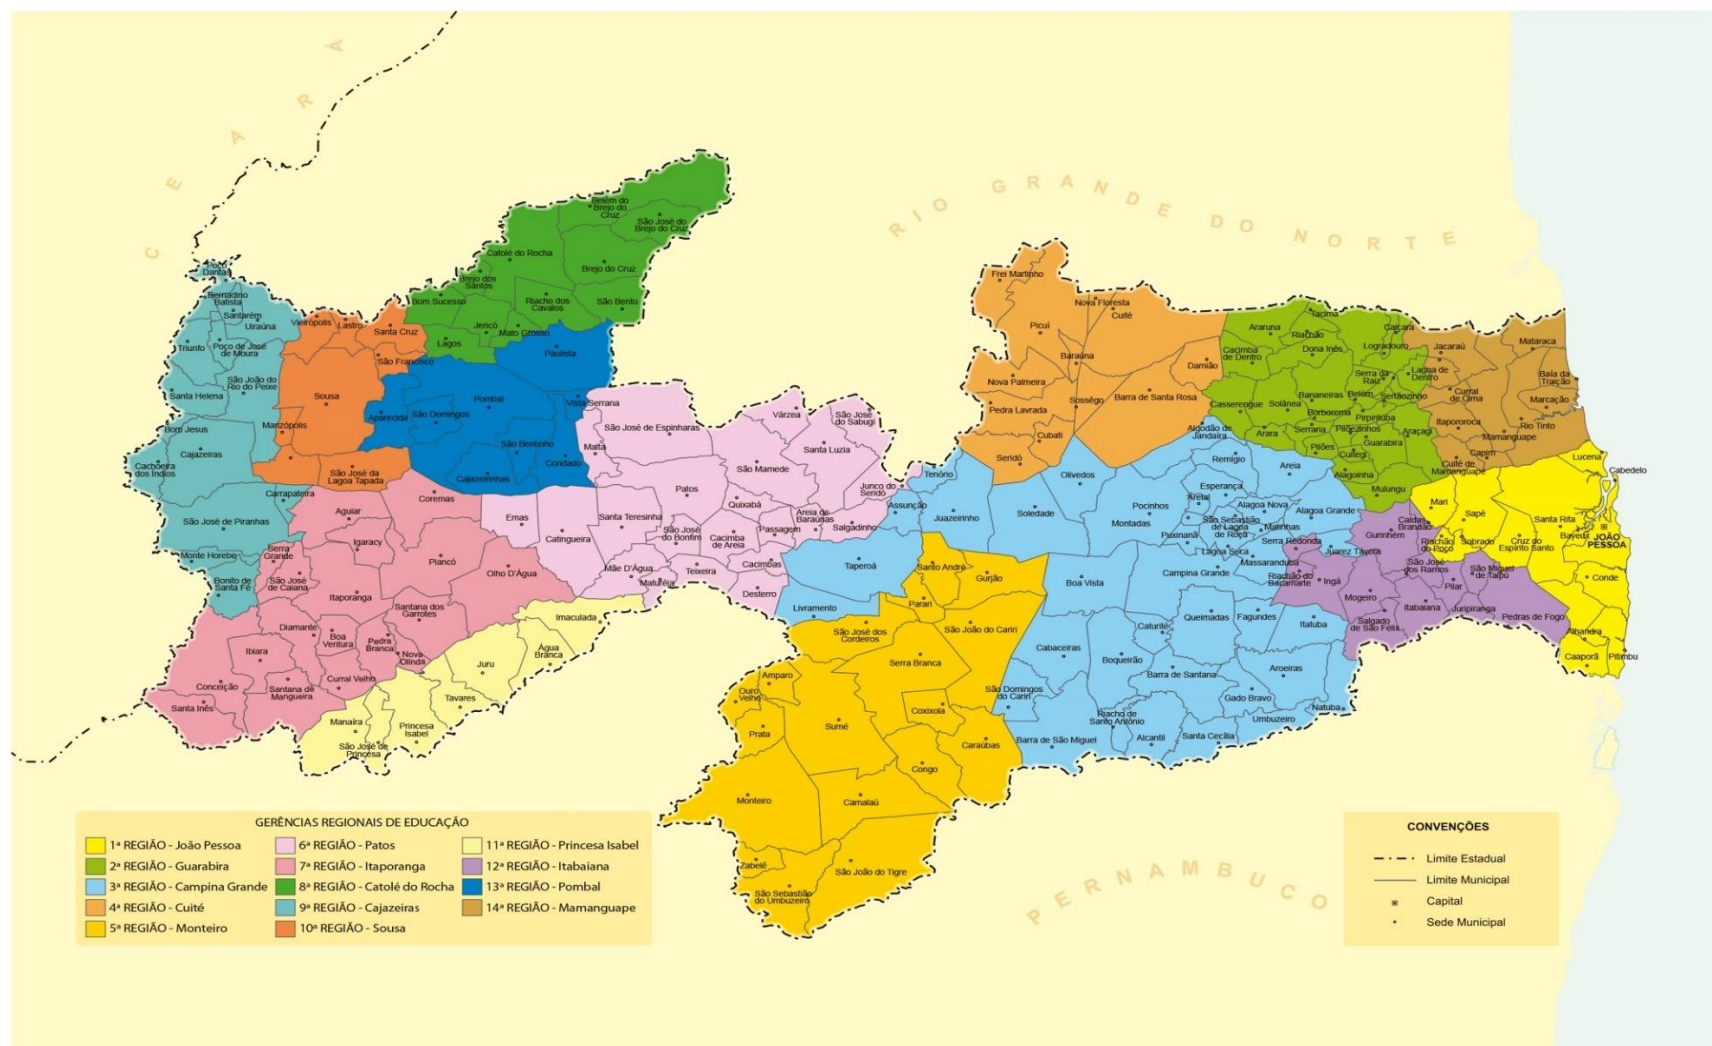 CEARÁ
RIO GRANDE DO NORTE
Belém do
Brejo do
Cruz
São José do
Brejo do Cruz
Catolé do Rocha
Brejo do Cruz
Brejo dos
Santos
Bom Sucesso
Riacho dos
Cavalos
São Bento
Jericó
Mato Grosso
Lagos
Poço
Dantas
Bernadino
Batista
Santarém
Uiraúna
Triunfo
Poço de José
de Moura
São João do
Rio do Peixe
Santa Helena
Bom Jesus
Cajazeiras
Cachoeira
dos Índios
Carrapateira
São José de Piranhas
Monte Horebe
Bonito de
Santa Fé
Vieirópolis
Lastro
Santa Cruz
São Francisco
Sousa
Marizópolis
São José da
Lagoa Tapada
Paulista
Pombal
Aparecida
São Domingos
Vista Serrana
São Bentinho
Condado
Cajazeirinhas
Malta
São José de Espinharas
Várzea
São José
do Sabugi
Santa Luzia
São Mamede
Patos
Quixabá
Junco do
Seridó
Areia de
Baraúnas
Salgadinho
Passagem
Cacimba
de Areia
São José
do Bonfim
Santa Teresinha
Emas
Catingueira
Mãe D'Água
Maturéia
Teixeira
Cacimbas
Desterro
Coremas
Aguiar
Igaracy
Piancó
Olho D'Água
Serra
Grande
São José
de Caiana
Itaporanga
Santana dos
Garrotes
Diamante
Boa
Ventura
Pedra
Branca
Nova
Olinda
Ibiara
Curral Velho
Conceição
Santana de
Mangueira
Santa Inês
Imaculada
Água
Branca
Juru
Tavares
Manaíra
Princesa
Isabel
São José de
Princesa
Frei Martinho
Nova Floresta
Cuité
Picuí
Baraúna
Damião
Nova Palmeira
Sossêgo
Barra de Santa Rosa
Pedra Lavrada
Cubati
Seridó
Tacima
Araruna
Riachão
Caiçara
Cacimba
de Dentro
Dona Inês
Logradouro
Serra da
Raiz
Lagoa de
Dentro
Bananeiras
Belém
Sertãozinho
Casserengue
Solânea
Borborema
Pirpirituba
Arara
Serraria
Pilõezinhos
Araçagi
Pilões
Guarabira
Cuitegi
Alagoinha
Mulungu
Jacaraú
Mataraca
Baía da
Traição
Curral
de Cima
Marcação
Rio Tinto
Itapororoca
Mamanguape
Capim
Cuité de
Mamanguape
Lucena
Cabedelo
Mari
Sapé
Santa Rita
Bayeux
JOÃO
PESSOA
Riachão
do Poço
Sobrado
Cruz do
Espírito Santo
Conde
Alhandra
Caaporã
Pitimbu
Caldas
Brandão
Gurinhém
Juarez Távora
São José
dos Ramos
São Miguel
de Taipu
Pilar
Riachão do
Bacamarte
Ingá
Mogeiro
Itabaiana
Juripiranga
Pedras de Fogo
Salgado
de São Félix
Algodão de
Jandaíra
Remígio
Areia
Tenório
Olivedos
Esperança
Areial
Alagoa Nova
Alagoa Grande
Assunção
Juazeirinho
Soledade
Pocinhos
Montadas
São Sebastião
de Lagoa
de Roça
Matinhas
Puxinanã
Lagoa Seca
Serra Redonda
Massaranduba
Campina Grande
Taperoá
Livramento
Boa Vista
Queimadas
Fagundes
Itatuba
Caturité
Cabaceiras
Boqueirão
Barra de Santana
Aroeiras
Gado Bravo
Natuba
Umbuzeiro
São Domingos
do Cariri
Riacho de
Santo Antônio
Barra de São Miguel
Alcantil
Santa Cecília
Santo André
Gurjão
Parari
São José dos
Cordeiros
São João do Cariri
Serra Branca
Amparo
Ouro
Velho
Coxixola
Prata
Sumé
Caraúbas
Congo
Monteiro
Camalaú
Zabelê
São João do Tigre
São Sebastião
do Umbuzeiro
PERNAMBUCO
GERÊNCIAS REGIONAIS DE EDUCAÇÃO
1ª REGIÃO - João Pessoa
2ª REGIÃO - Guarabira
3ª REGIÃO - Campina Grande
4ª REGIÃO - Cuité
5ª REGIÃO - Monteiro
6ª REGIÃO - Patos
7ª REGIÃO - Itaporanga
8ª REGIÃO - Catolé do Rocha
9ª REGIÃO - Cajazeiras
10ª REGIÃO - Sousa
11ª REGIÃO - Princesa Isabel
12ª REGIÃO - Itabaiana
13ª REGIÃO - Pombal
14ª REGIÃO - Mamanguape
CONVENÇÕES
Limite Estadual
Limite Municipal
Capital
Sede Municipal